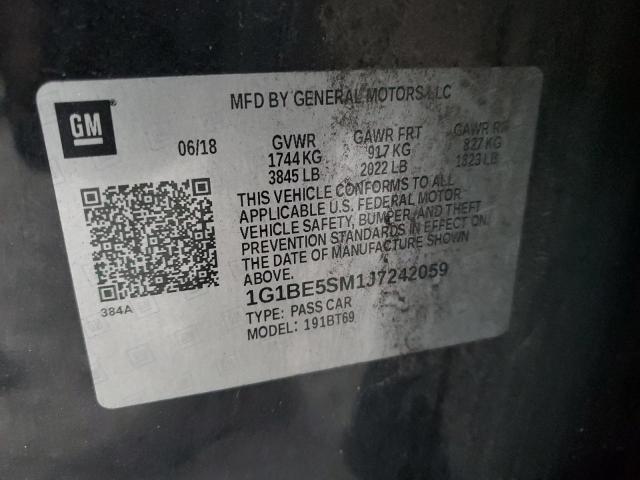 MFD BY GENERAL MOTORS LLC
GM
06/18
GVWR GAWR FRT GAWR RR
1744 KG 917 KG 827 KG
3845 LB 2022 LB 1823 LB
THIS VEHICLE CONFORMS TO ALL
APPLICABLE U.S. FEDERAL MOTOR
VEHICLE SAFETY, BUMPER, AND THEFT
PREVENTION STANDARDS IN EFFECT ON
THE DATE OF MANUFACTURE SHOWN
ABOVE.
1G1BE5SM1J7242059
TYPE: PASS CAR
MODEL: 191BT69
384A